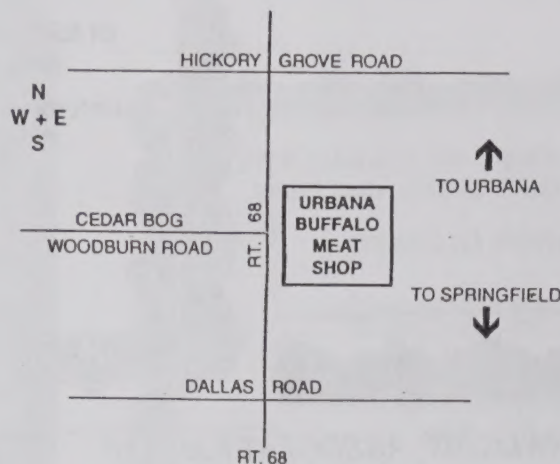 HICKORY GROVE ROAD
N
W + E
S
TO URBANA
URBANA
BUFFALO
MEAT
SHOP
RT. 68
CEDAR BOG
WOODBURN ROAD
TO SPRINGFIELD
DALLAS ROAD
RT. 68